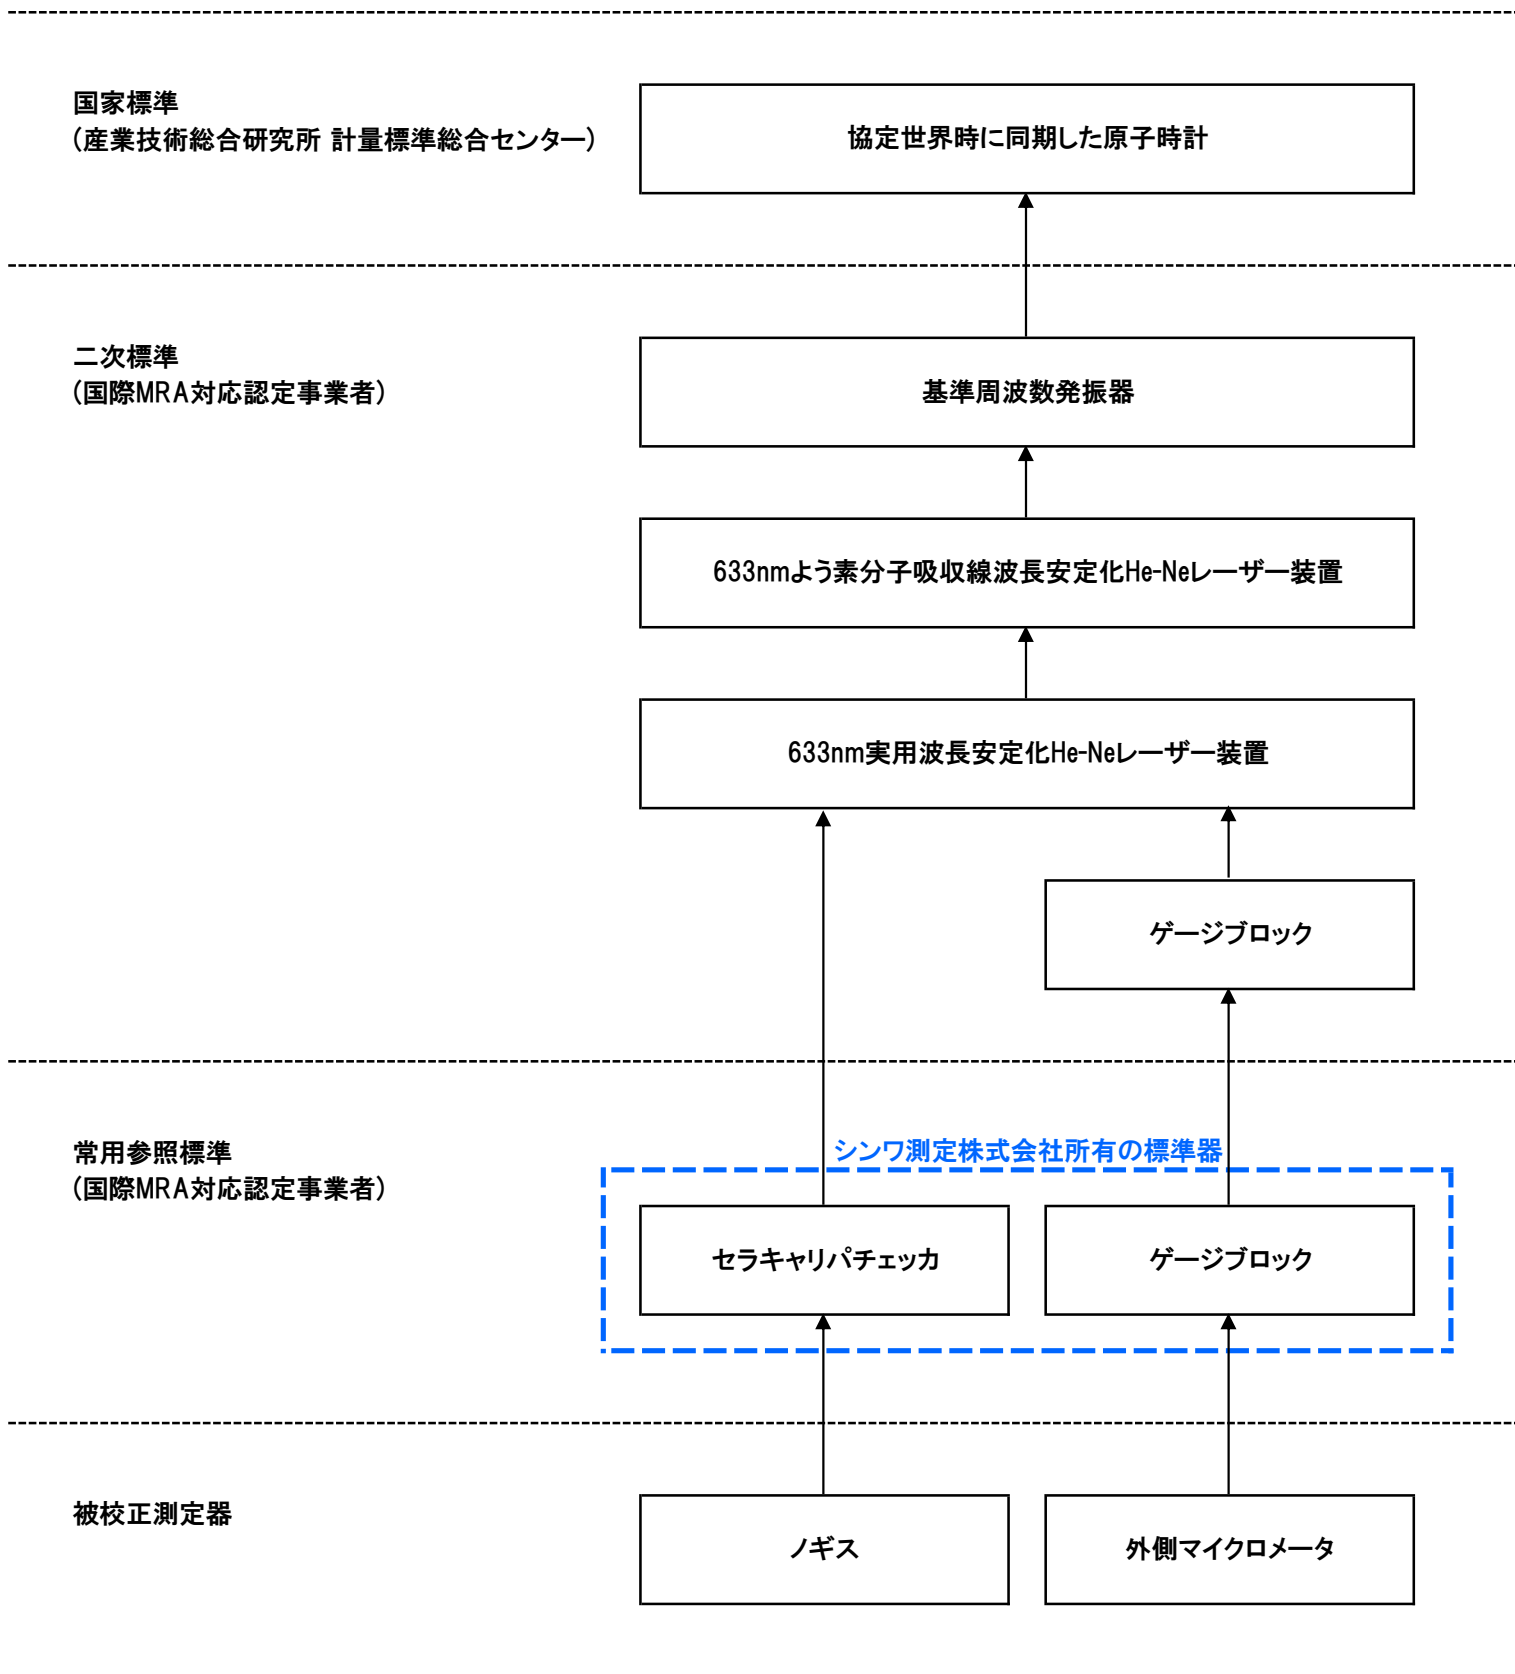 国家標準
（産業技術総合研究所 計量標準総合センター）
協定世界時に同期した原子時計
二次標準
（国際MRA対応認定事業者）
基準周波数発振器
633nmよう素分子吸収線波長安定化He-Neレーザー装置
633nm実用波長安定化He-Neレーザー装置
ゲージブロック
常用参照標準
（国際MRA対応認定事業者）
シンワ測定株式会社所有の標準器
セラキャリパチェッカ
ゲージブロック
被校正測定器
ノギス
外側マイクロメータ